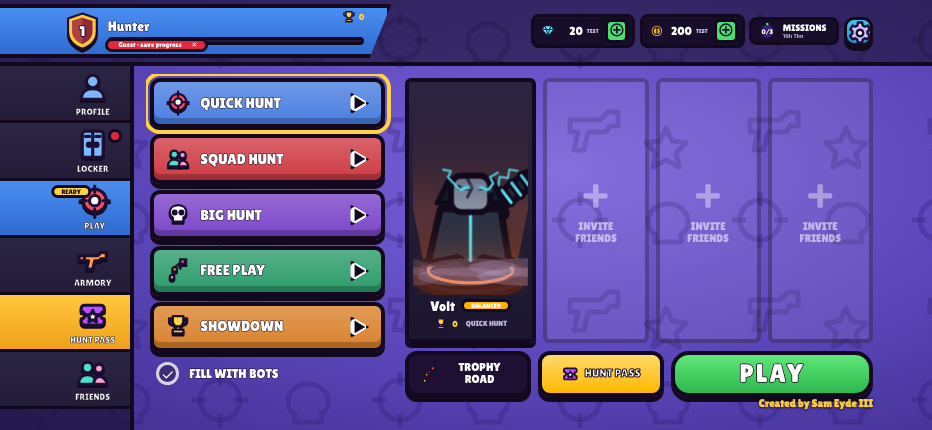 1
Hunter
Guest - save progress ×
0
20 TEST
200 TEST
0/3
MISSIONS
16h 11m
PROFILE
LOCKER
READY
PLAY
ARMORY
HUNT PASS
FRIENDS
QUICK HUNT
SQUAD HUNT
BIG HUNT
FREE PLAY
SHOWDOWN
FILL WITH BOTS
Volt BALANCED
0 QUICK HUNT
INVITE
FRIENDS
INVITE
FRIENDS
INVITE
FRIENDS
TROPHY
ROAD
HUNT PASS
PLAY
Created by Sam Eyde III